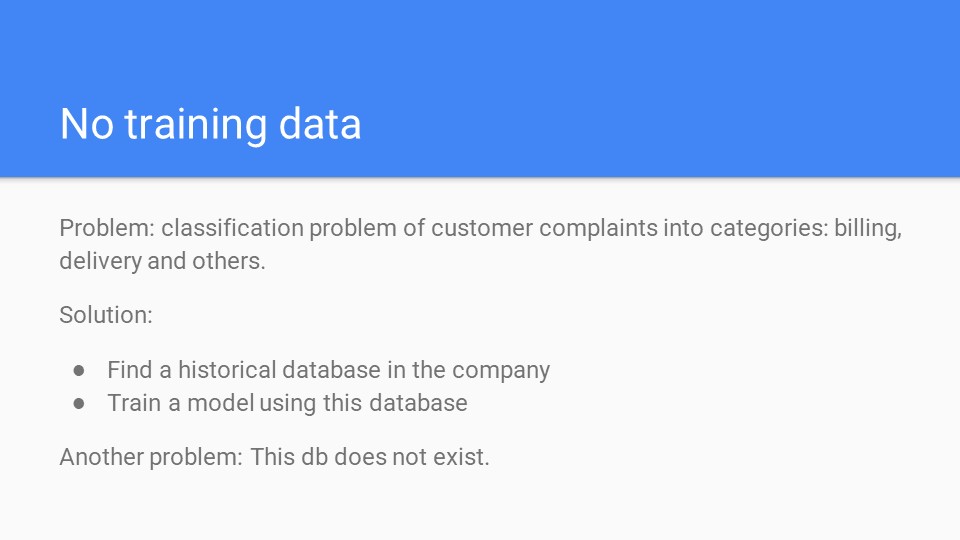 No training data
Problem: classification problem of customer complaints into categories: billing,
delivery and others.
Solution:
● Find a historical database in the company
● Train a model using this database
Another problem: This db does not exist.